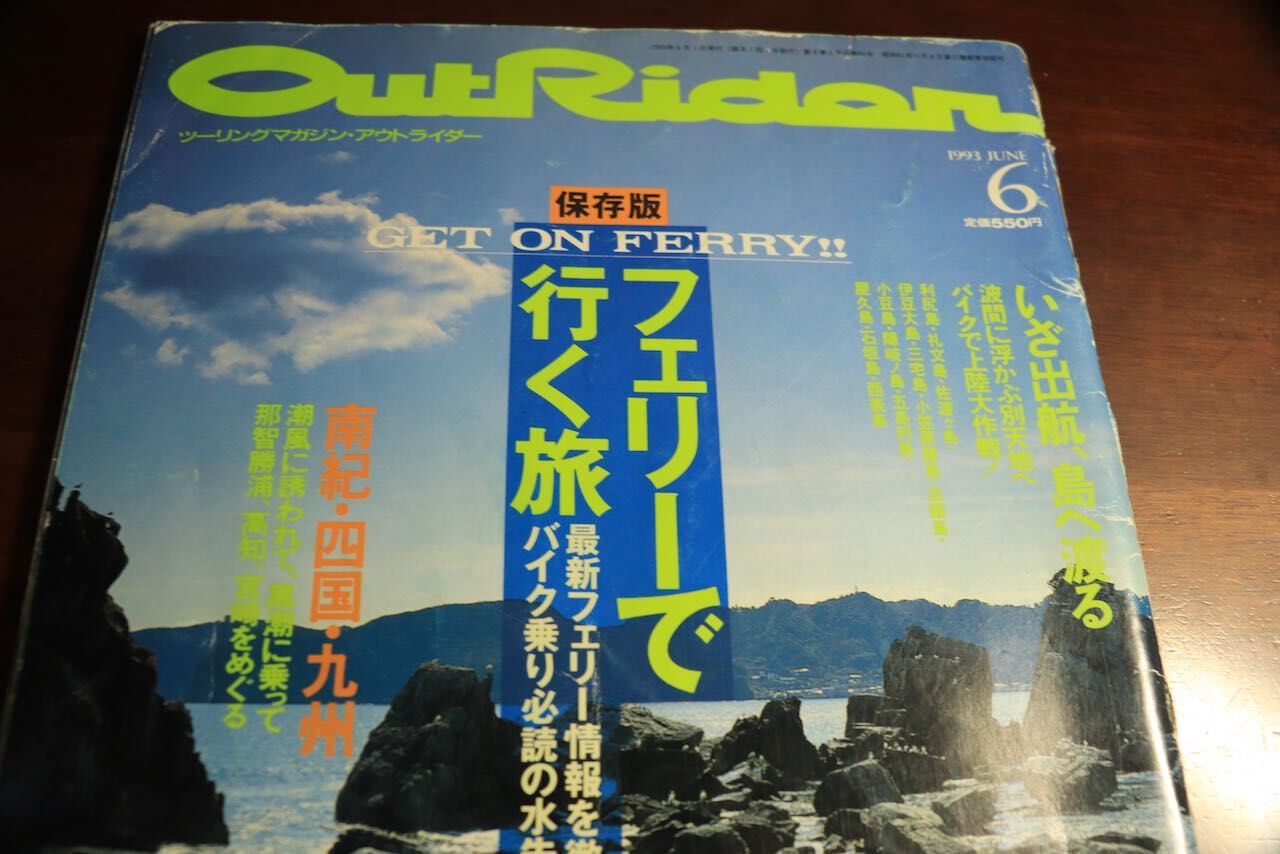 OutRider
ツーリングマガジン・アウトライダー
1993 JUNE
6
定価550円
保存版
GET ON FERRY!!
フェリーで
行く旅
最新フェリー情報を
バイク乗り必読の水先
いざ出航、島へ渡る
波間に浮かぶ別天地へ
バイクで上陸大作戦!
利尻島・礼文島・佐渡ヶ島・
伊豆大島・三宅島・小笠原諸島・
小豆島・隠岐ノ島・五島列島・
屋久島・石垣島・西表島
南紀・四国・九州
潮風に誘われて、黒潮に乗って
那智勝浦、高知、宮崎をめぐる